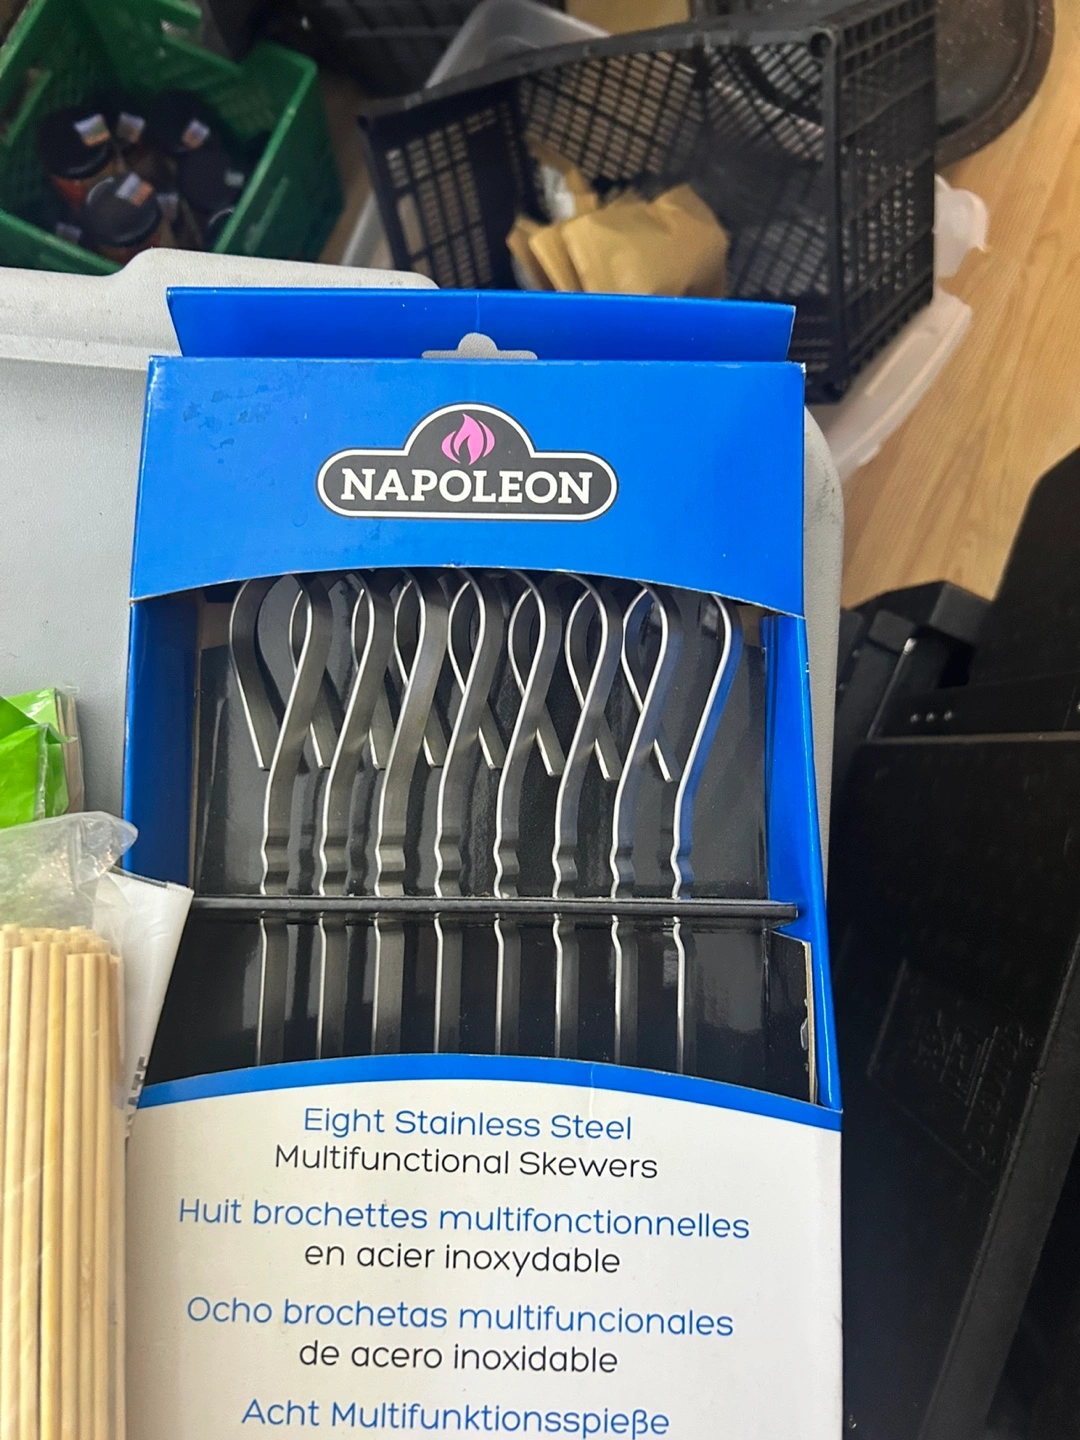 NAPOLEON
Eight Stainless Steel
Multifunctional Skewers
Huit brochettes multifonctionnelles
en acier inoxydable
Ocho brochetas multifuncionales
de acero inoxidable
Acht Multifunktionsspieße